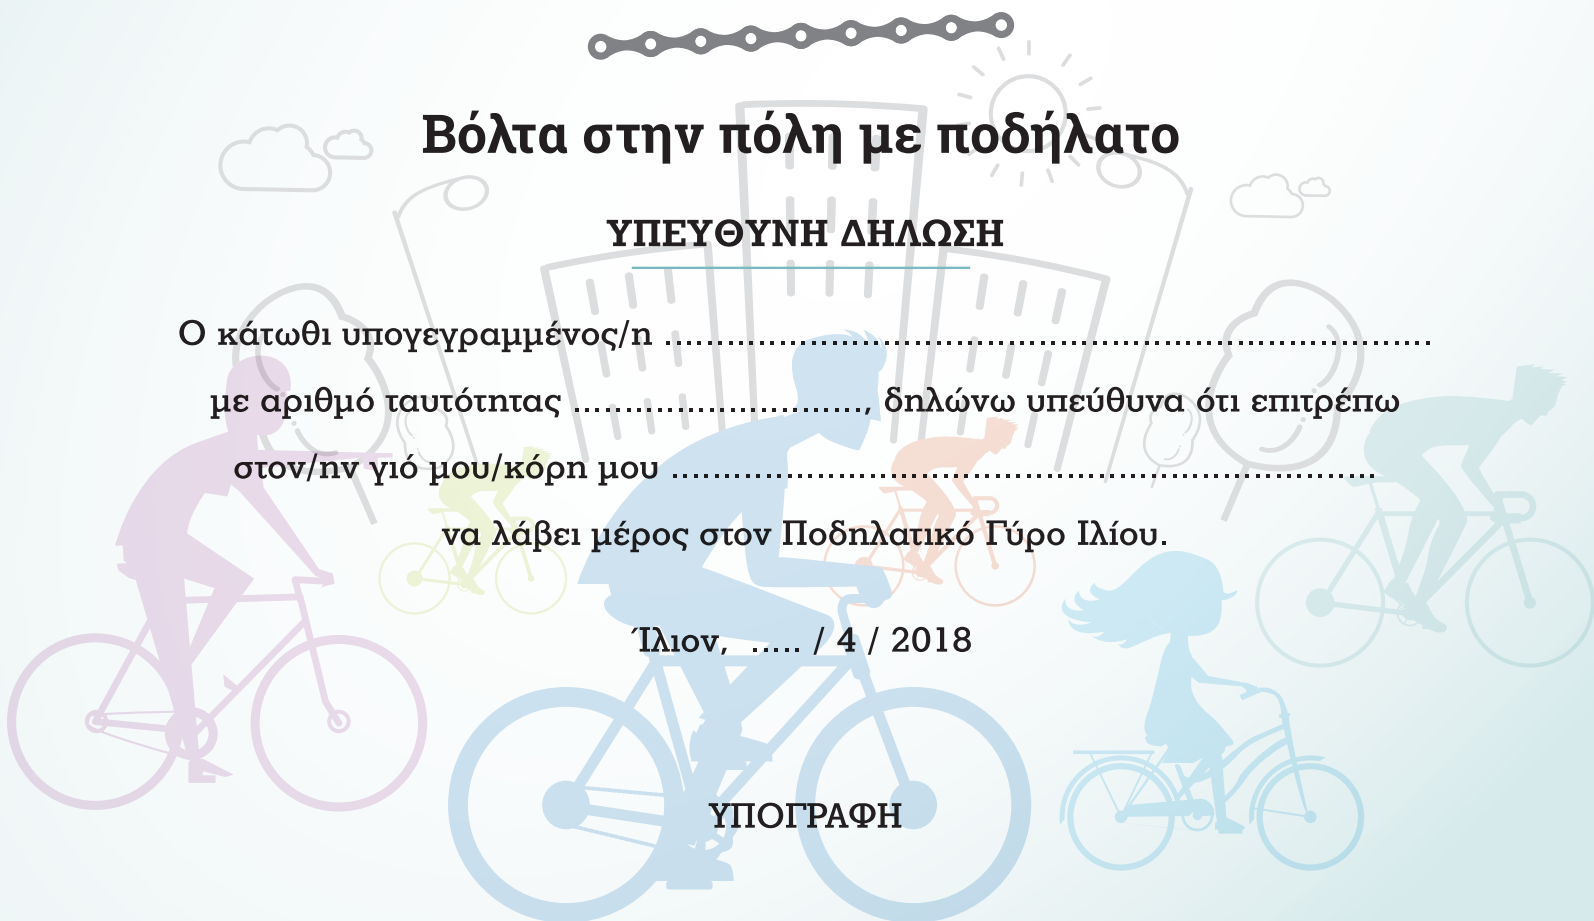 Βόλτα στην πόλη με ποδήλατο
ΥΠΕΥΘΥΝΗ ΔΗΛΩΣΗ
Ο κάτωθι υπογεγραμμένος/η ..........................................................................
με αριθμό ταυτότητας ............................, δηλώνω υπεύθυνα ότι επιτρέπω
στον/ην γιό μου/κόρη μου ....................................................................
να λάβει μέρος στον Ποδηλατικό Γύρο Ιλίου.
Ίλιον, ..... / 4 / 2018
ΥΠΟΓΡΑΦΗ